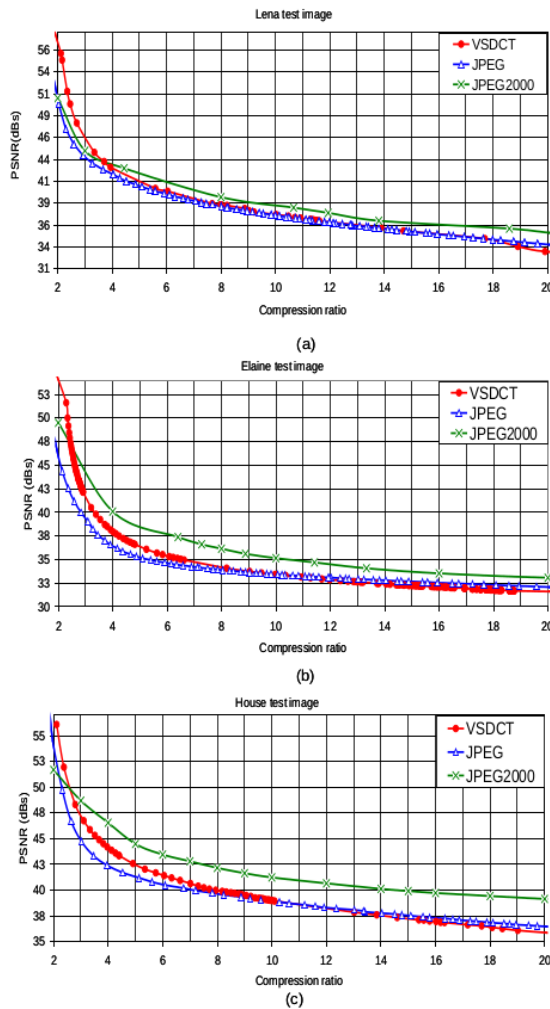 Lena test image
PSNR(dBs)
56
54
51
49
46
44
41
39
36
34
31
VSDCT
JPEG
JPEG2000
2 4 6 8 10 12 14 16 18 20
Compression ratio
(a)
Elaine test image
PSNR (dBs)
53
50
48
45
43
40
38
35
33
30
VSDCT
JPEG
JPEG2000
2 4 6 8 10 12 14 16 18 20
Compression ratio
(b)
House test image
PSNR (dBs)
55
53
50
48
45
43
40
38
35
VSDCT
JPEG
JPEG2000
2 4 6 8 10 12 14 16 18 20
Compression ratio
(c)